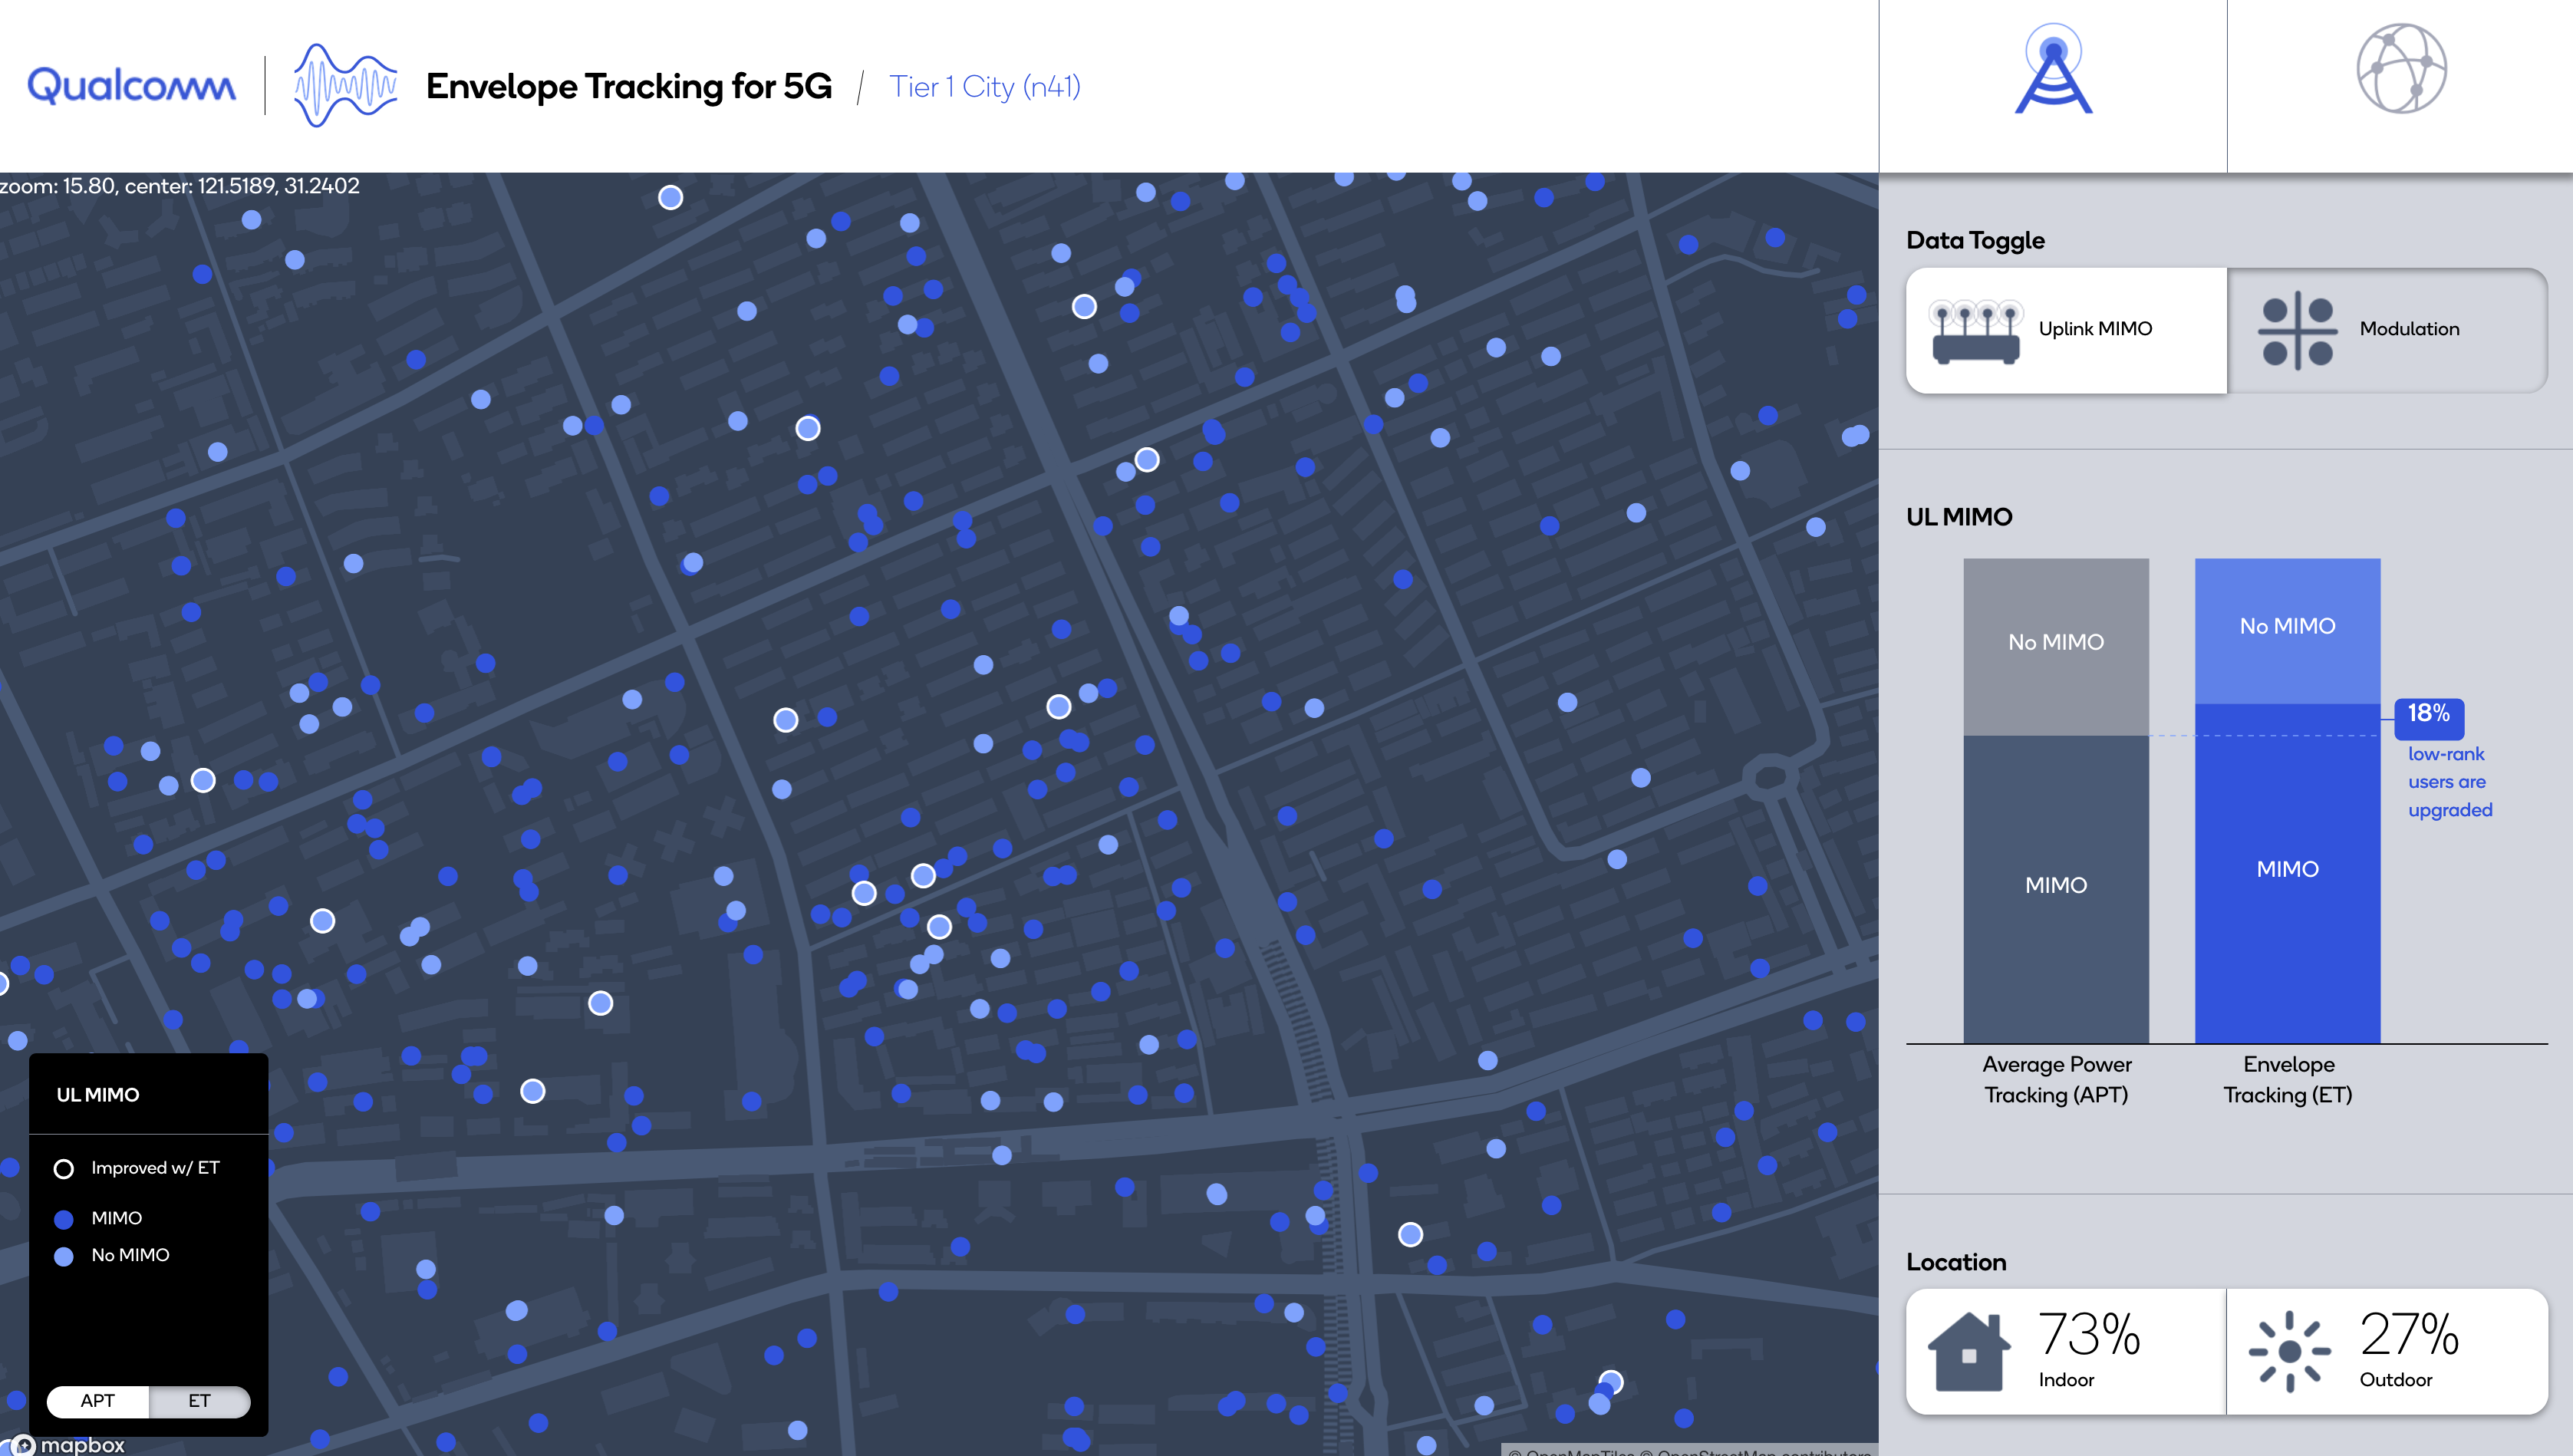 Qualcomm
Envelope Tracking for 5G / Tier 1 City (n41)
zoom: 15.80, center: 121.5189, 31.2402
Data Toggle
Uplink MIMO
Modulation
UL MIMO
No MIMO
No MIMO
18%
low-rank
users are
upgraded
MIMO
MIMO
Average Power
Tracking (APT)
Envelope
Tracking (ET)
Location
73%
Indoor
27%
Outdoor
UL MIMO
Improved w/ ET
MIMO
No MIMO
APT
ET
mapbox
© OpenMapTiles © OpenStreetMap contributors